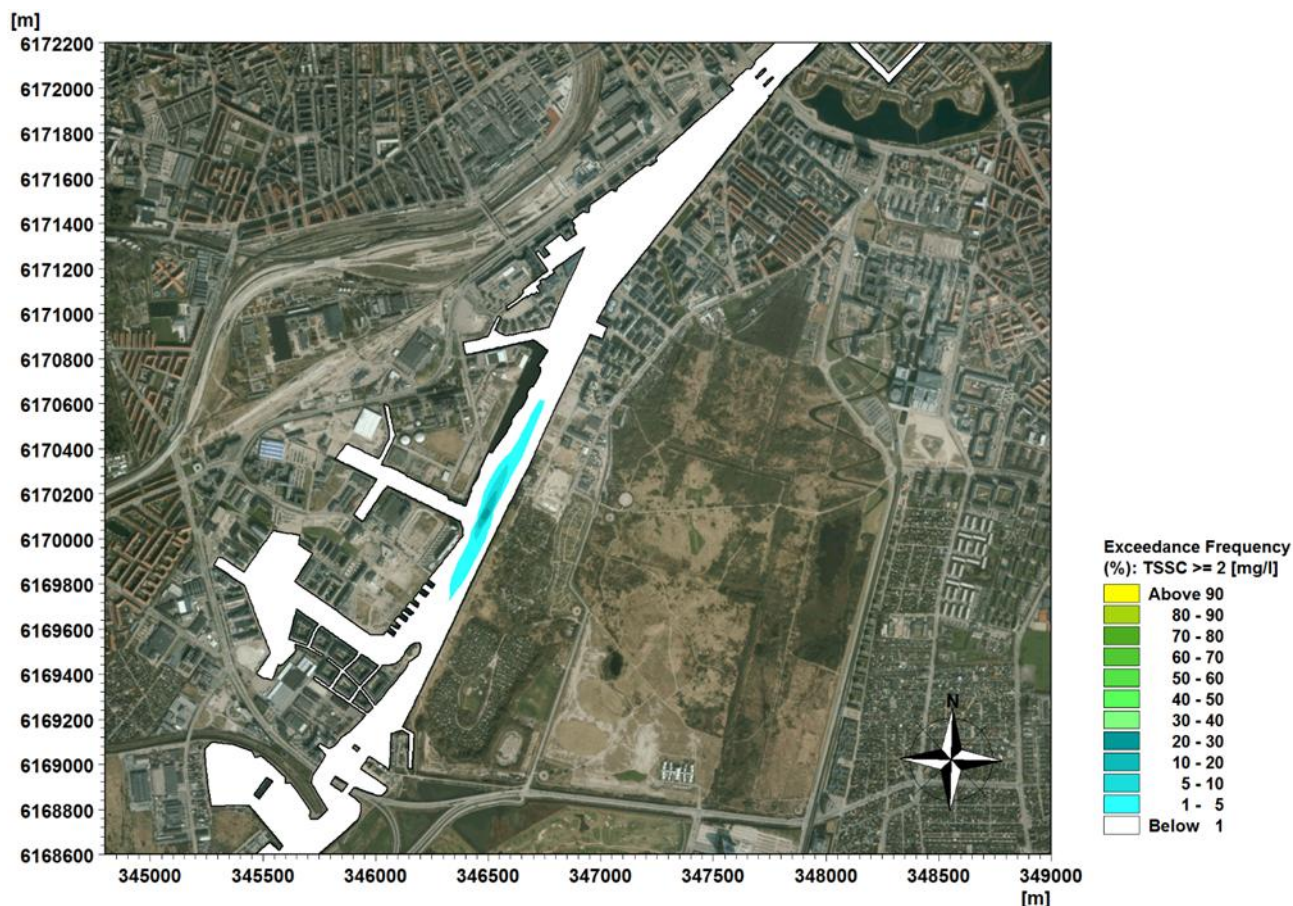 [m]
6172200
6172000
6171800
6171600
6171400
6171200
6171000
6170800
6170600
6170400
6170200
6170000
6169800
6169600
6169400
6169200
6169000
6168800
6168600
345000 345500 346000 346500 347000 347500 348000 348500 349000
[m]
N
Exceedance Frequency
(%): TSSC >= 2 [mg/l]
Above 90
80 - 90
70 - 80
60 - 70
50 - 60
40 - 50
30 - 40
20 - 30
10 - 20
5 - 10
1 - 5
Below 1